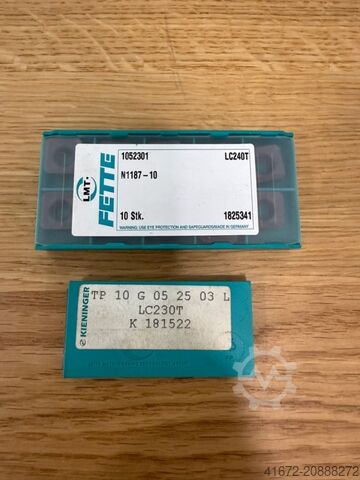 LMT
FETTE
1052301 LC240T
N1187-10
10 Stk. 1825341
WARNING: USE EYE PROTECTION AND SAFEGUARDS MADE IN GERMANY
KIENINGER
TP 10 G 05 25 03 L
LC230T
K 181522
41672-20888272